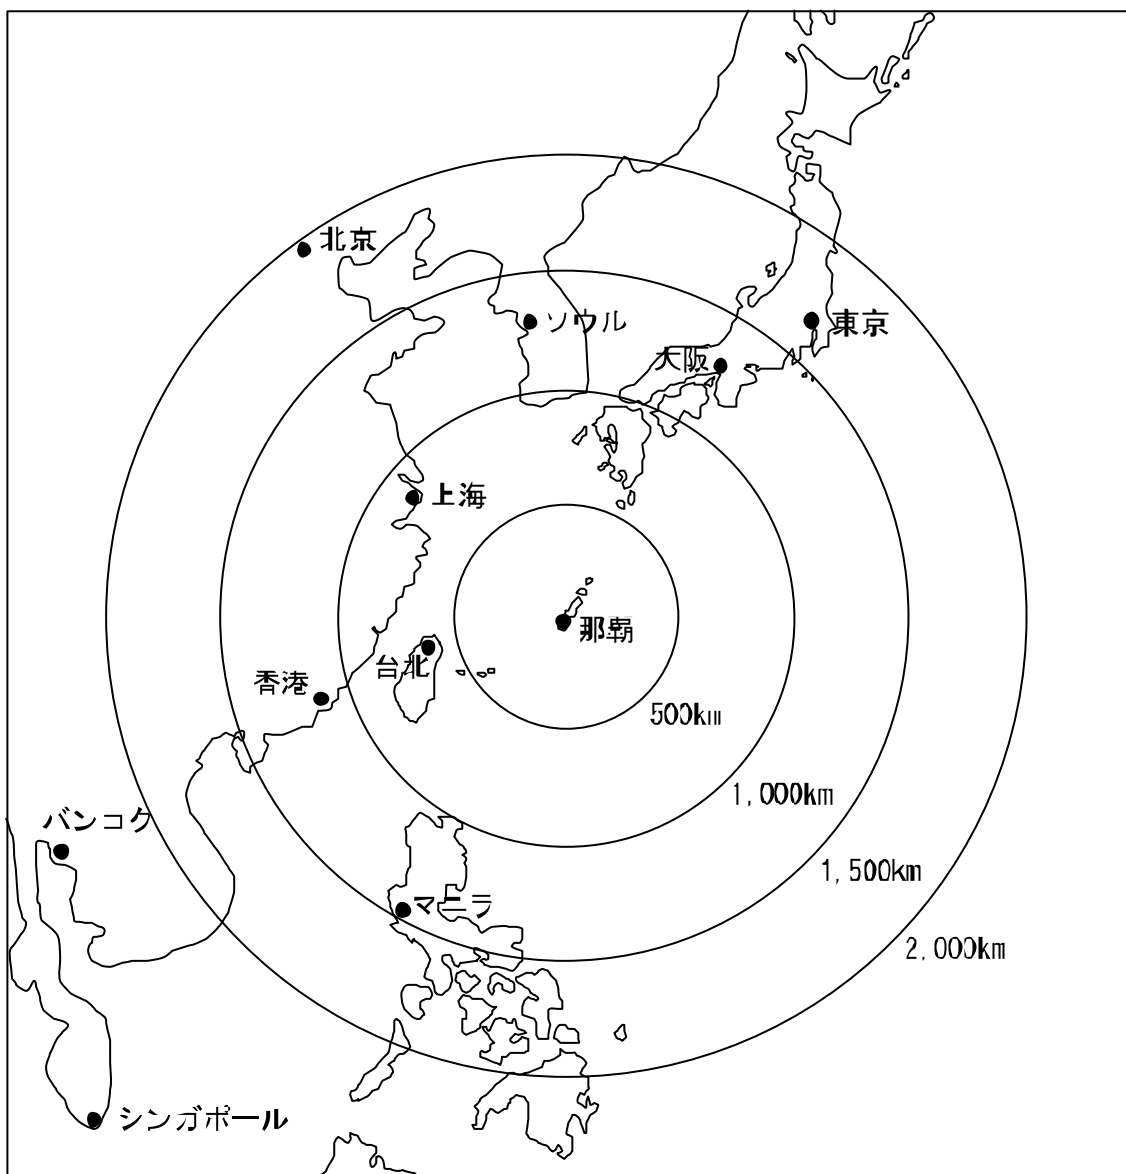 北京
ソウル
東京
大阪
上海
那覇
台北
香港
500km
1,000km
バンコク
1,500km
マニラ
2,000km
シンガポール